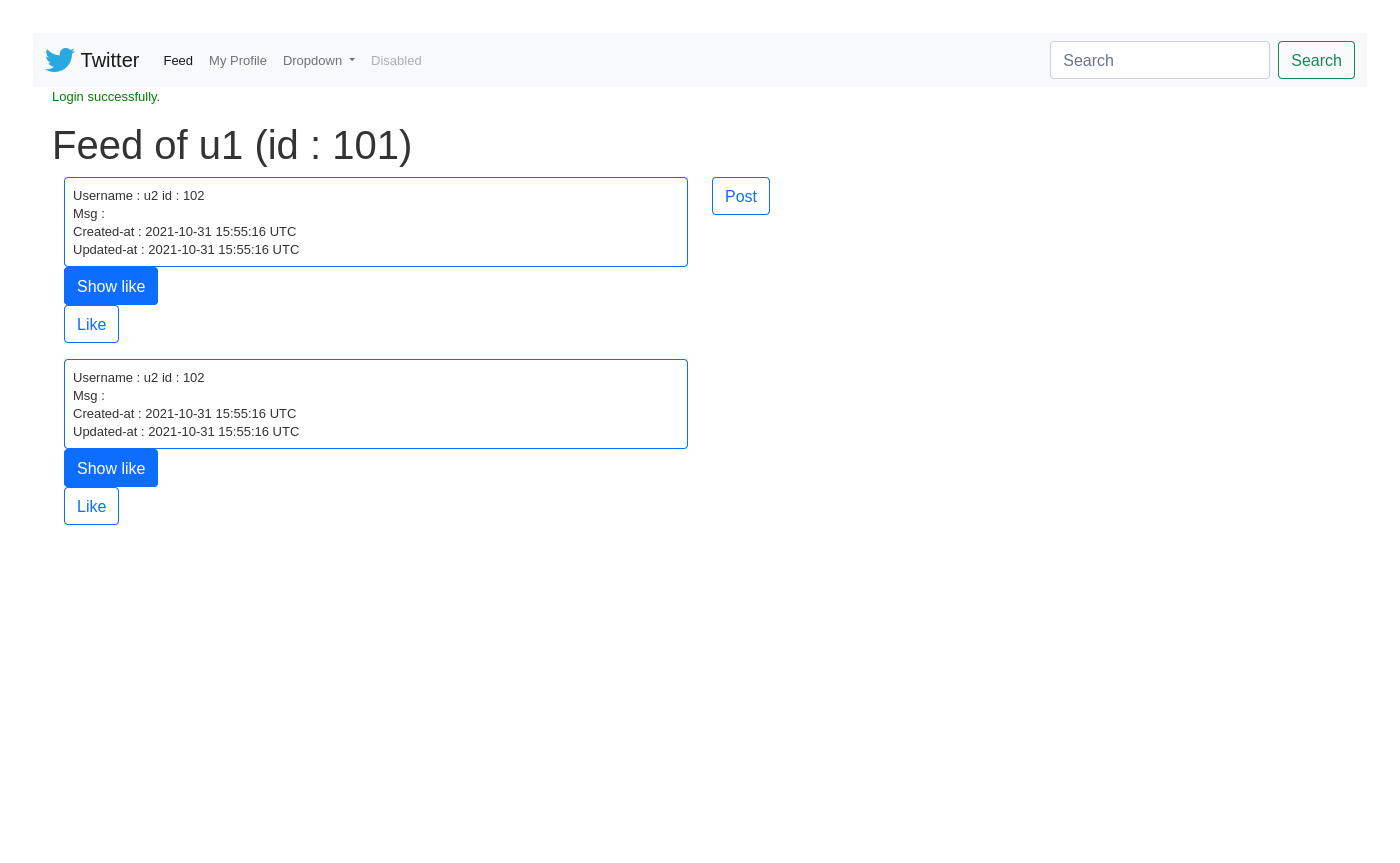 Twitter Feed My Profile Dropdown Disabled Search Search
Login successfully.
Feed of u1 (id : 101)
Username : u2 id : 102
Msg :
Created-at : 2021-10-31 15:55:16 UTC
Updated-at : 2021-10-31 15:55:16 UTC
Post
Show like
Like
Username : u2 id : 102
Msg :
Created-at : 2021-10-31 15:55:16 UTC
Updated-at : 2021-10-31 15:55:16 UTC
Show like
Like